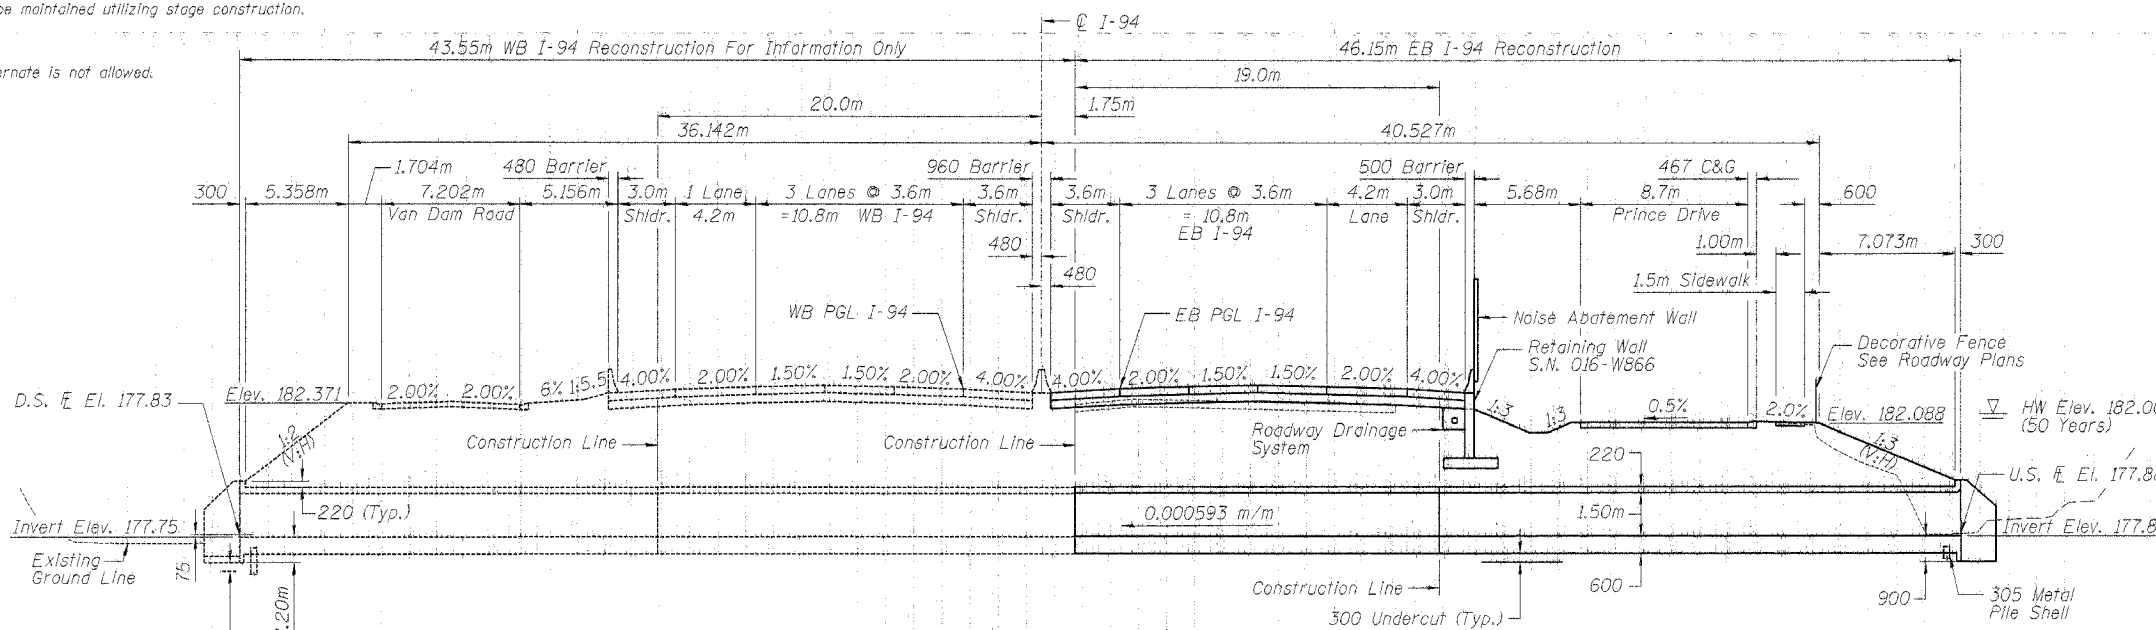 be maintained utilizing stage construction.
ernate is not allowed.
℄ I-94
43.55m WB I-94 Reconstruction For Information Only
46.15m EB I-94 Reconstruction
19.0m
20.0m
1.75m
36.142m
40.527m
1.704m
480 Barrier
960 Barrier
500 Barrier
467 C&G
300
5.358m
7.202m
5.156m
3.0m
1 Lane
3 Lanes @ 3.6m
3.6m
3.6m
3 Lanes @ 3.6m
4.2m
3.0m
5.68m
8.7m
600
Van Dam Road
Shldr.
4.2m
=10.8m WB I-94
Shldr.
Shldr.
= 10.8m
EB I-94
Lane
Shldr.
Prince Drive
480
1.00m
7.073m
300
480
1.5m Sidewalk
WB PGL I-94
EB PGL I-94
Noise Abatement Wall
Retaining Wall
S.N. 016-W866
Decorative Fence
See Roadway Plans
D.S. ℄ El. 177.83
Elev. 182.371
2.00%
2.00%
6%
1:5.5
4.00%
2.00%
1.50%
1.50%
2.00%
4.00%
4.00%
2.00%
1.50%
1.50%
2.00%
4.00%
1:3
1:3
0.5%
2.0%
Elev. 182.088
HW Elev. 182.0
(50 Years)
1:2
(V:H)
Construction Line
Construction Line
Roadway Drainage
System
1:3
(V:H)
220
U.S. ℄ El. 177.8
Invert Elev. 177.75
220 (Typ.)
0.000593 m/m
1.50m
Invert Elev. 177.8
Existing
Ground Line
75
.20m
Construction Line
300 Undercut (Typ.)
600
900
305 Metal
Pile Shell